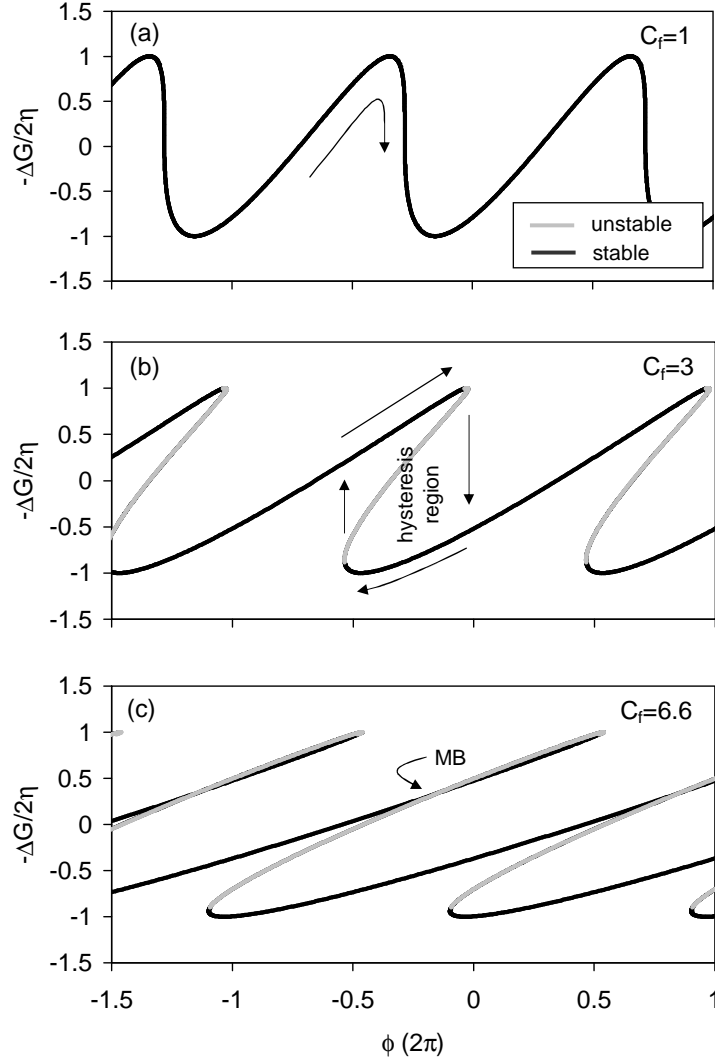 (a)
C_f=1
1.5
1
0.5
0
-0.5
-1
-1.5
-ΔG/2η
unstable
stable
(b)
C_f=3
1.5
1
0.5
0
-0.5
-1
-1.5
-ΔG/2η
hysteresis
region
(c)
C_f=6.6
1.5
1
0.5
0
-0.5
-1
-1.5
-ΔG/2η
MB
-1.5 -1 -0.5 0 0.5 1
ϕ (2π)